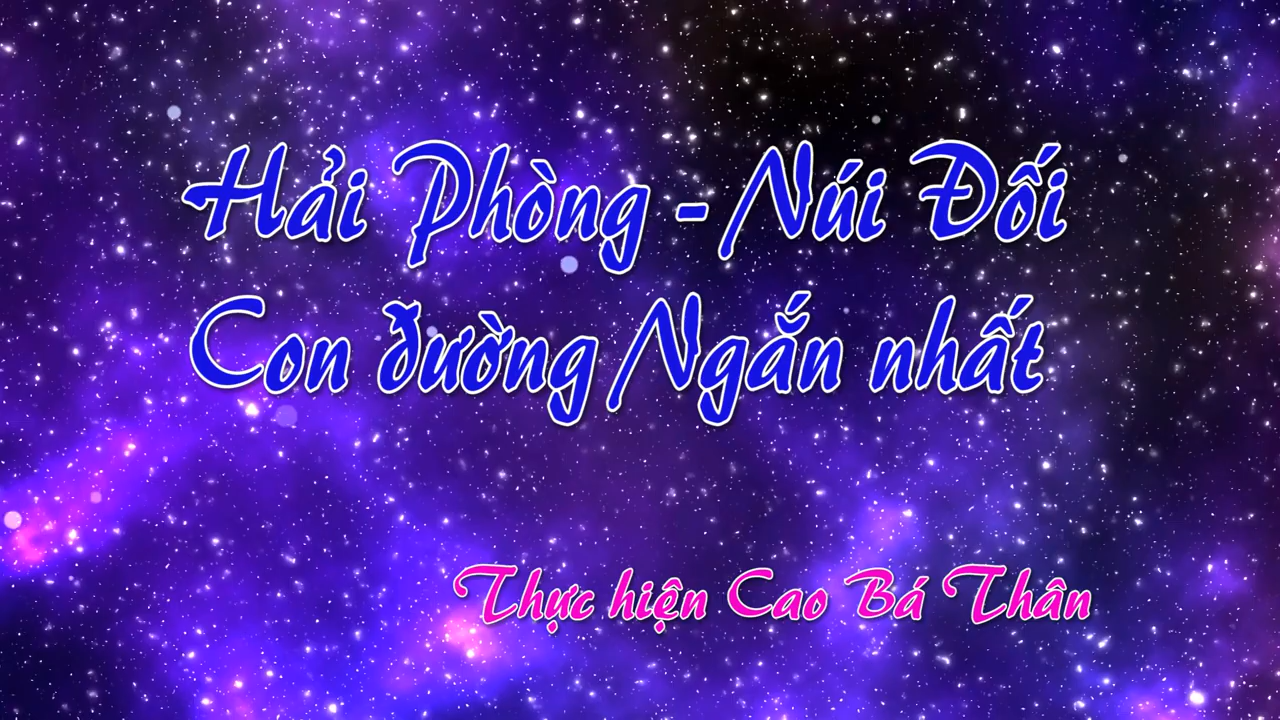 Hải Phòng - Núi Đối
Con đường Ngắn nhất
Thực hiện Cao Bá Thân